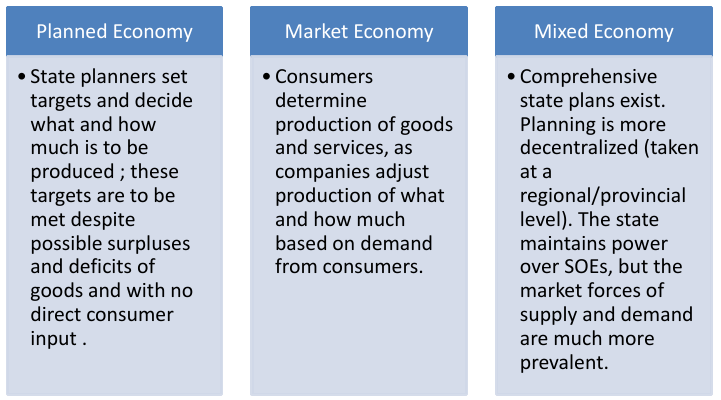 Planned Economy
• State planners set
targets and decide
what and how
much is to be
produced ; these
targets are to be
met despite
possible surpluses
and deficits of
goods and with no
direct consumer
input .
Market Economy
• Consumers
determine
production of goods
and services, as
companies adjust
production of what
and how much
based on demand
from consumers.
Mixed Economy
• Comprehensive
state plans exist.
Planning is more
decentralized (taken
at a
regional/provincial
level). The state
maintains power
over SOEs, but the
market forces of
supply and demand
are much more
prevalent.